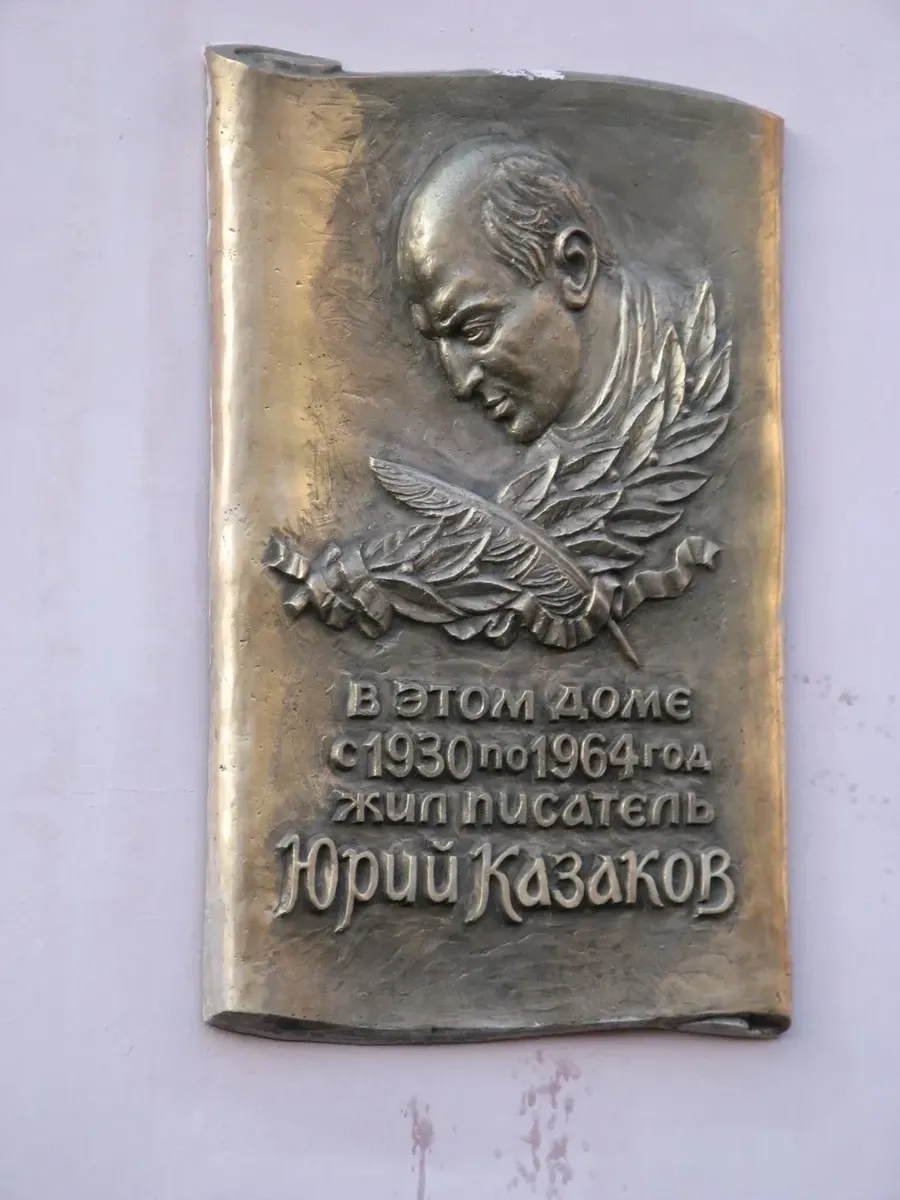 В этом доме
с 1930 по 1964 год
жил писатель
Юрий Казаков